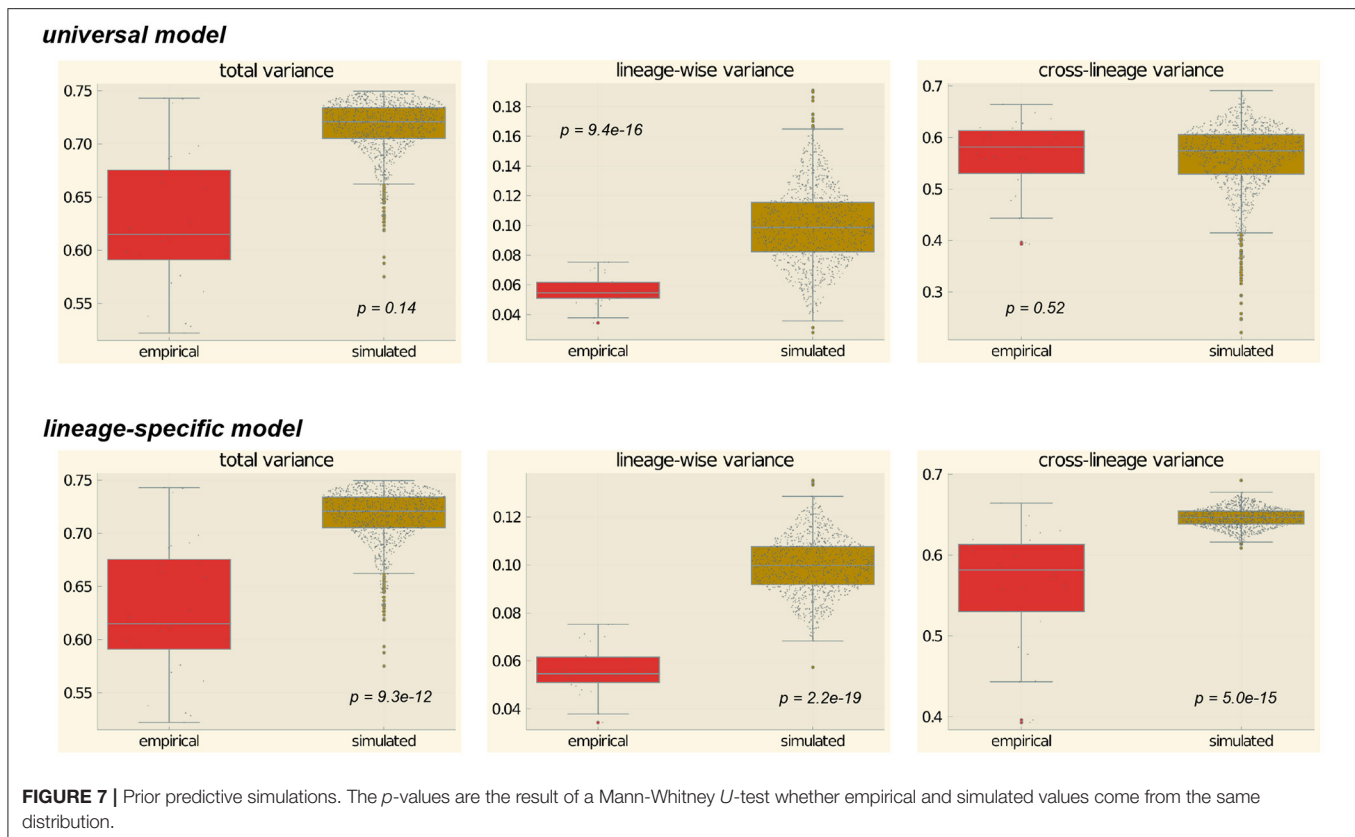 universal model
total variance
0.75
0.70
0.65
0.60
0.55
p = 0.14
empirical
simulated
lineage-wise variance
0.18
0.16
0.14
0.12
0.10
0.08
0.06
0.04
p = 9.4e-16
empirical
simulated
cross-lineage variance
0.7
0.6
0.5
0.4
0.3
p = 0.52
empirical
simulated
lineage-specific model
total variance
0.75
0.70
0.65
0.60
0.55
p = 9.3e-12
empirical
simulated
lineage-wise variance
0.12
0.10
0.08
0.06
0.04
p = 2.2e-19
empirical
simulated
cross-lineage variance
0.7
0.6
0.5
0.4
p = 5.0e-15
empirical
simulated
FIGURE 7 | Prior predictive simulations. The p-values are the result of a Mann-Whitney U-test whether empirical and simulated values come from the same
distribution.